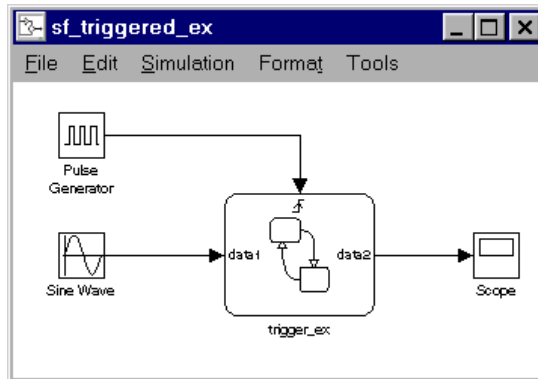 sf_triggered_ex
File Edit Simulation Format Tools
Pulse
Generator
data1 data2
Sine Wave
Scope
trigger_ex